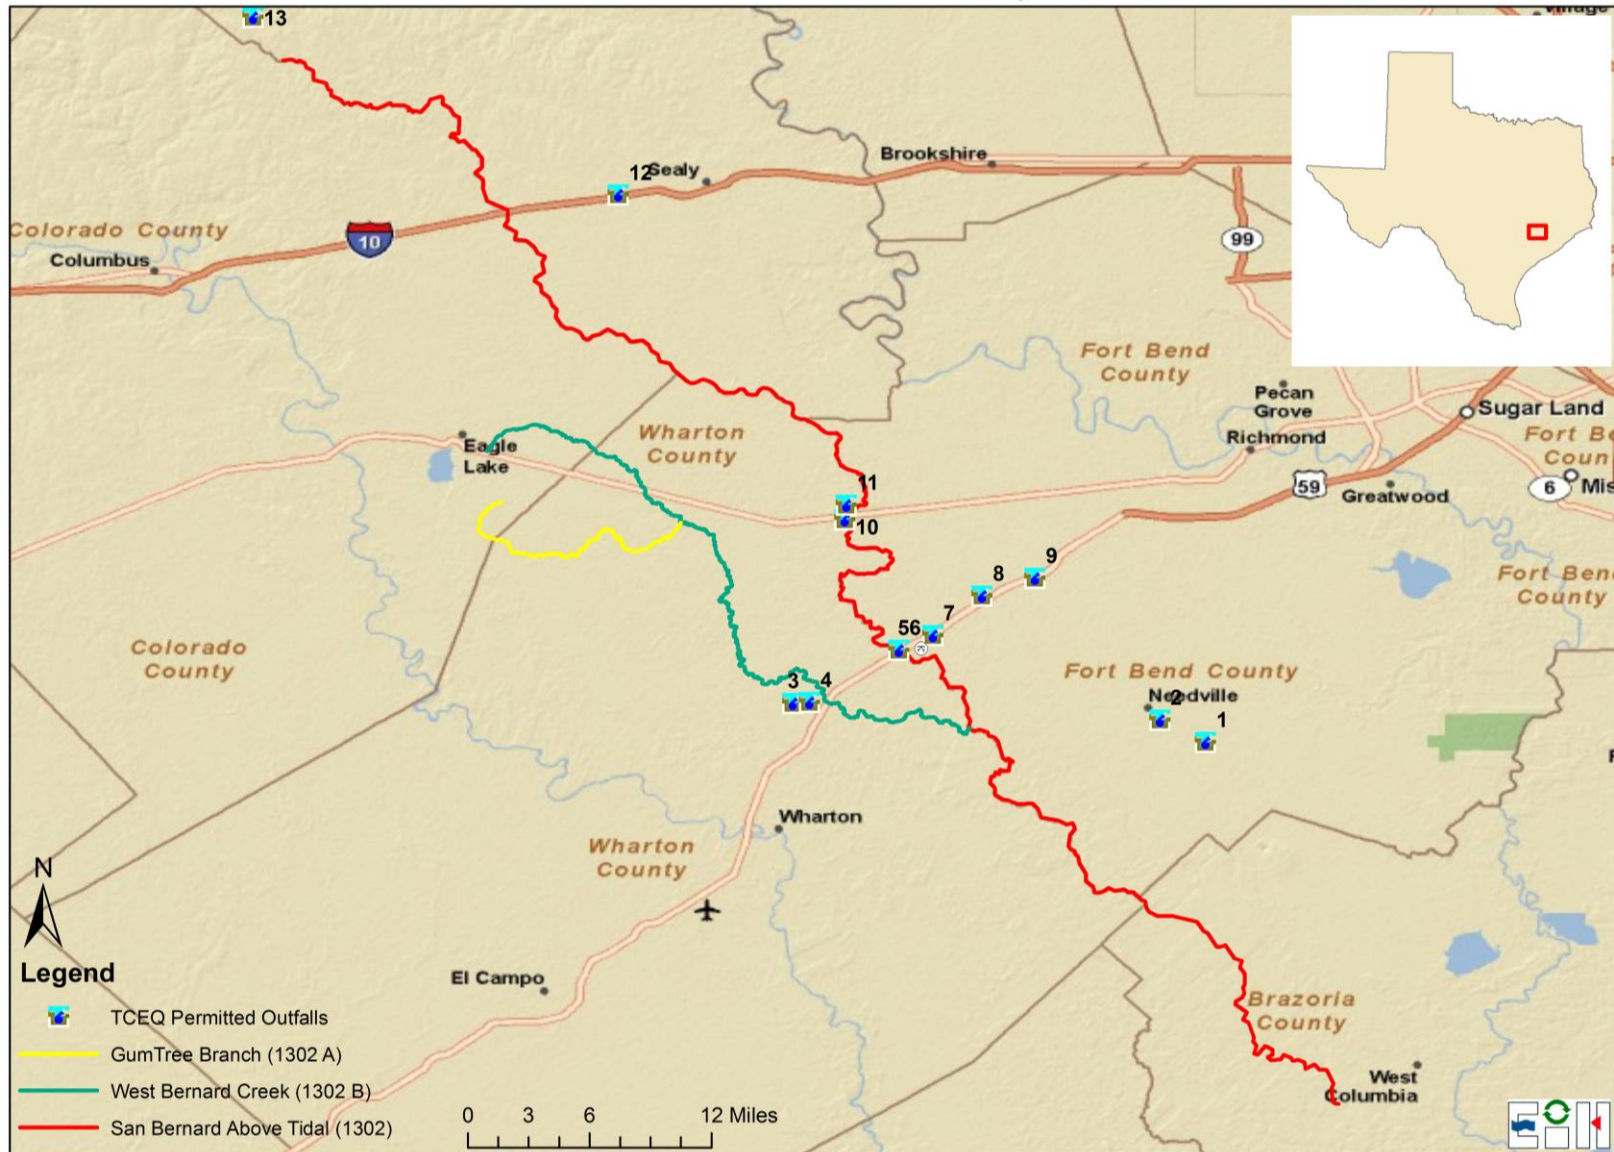 Village
13
12
Sealy
Brookshire
Colorado County
10
Columbus
99
Fort Bend
County
Pecan
Grove
Sugar Land
Wharton
County
Eagle
Lake
Richmond
Fort Be
Coun
59
6
Mis
Greatwood
11
10
9
8
7
56
Fort Ben
County
Colorado
County
3
4
Fort Bend County
Needville
2
1
Wharton
Wharton
County
N
Legend
El Campo
Brazoria
County
TCEQ Permitted Outfalls
GumTree Branch (1302 A)
West Bernard Creek (1302 B)
San Bernard Above Tidal (1302)
0 3 6 12 Miles
West
Columbia